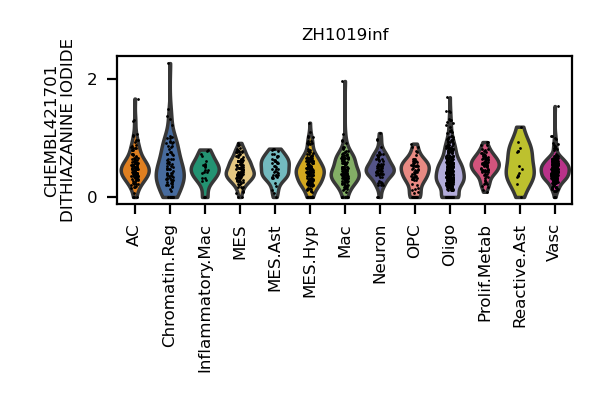 ZH1019inf
CHEMBL421701
DITHIAZANINE IODIDE
2
0
AC
Chromatin.Reg
Inflammatory.Mac
MES
MES.Ast
MES.Hyp
Mac
Neuron
OPC
Oligo
Prolif.Metab
Reactive.Ast
Vasc